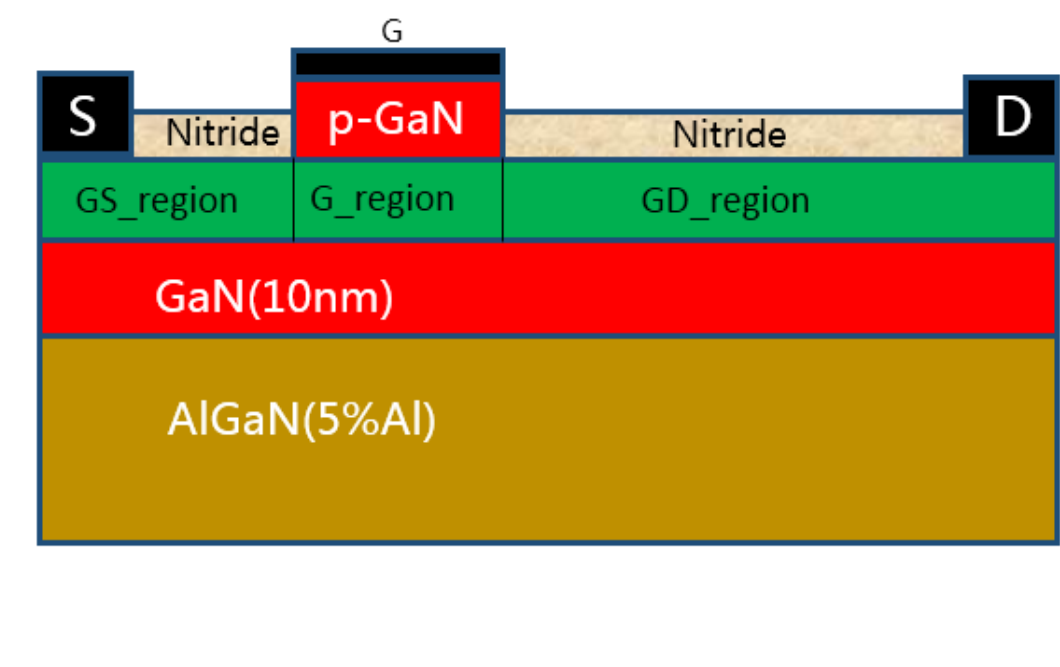 G
S
Nitride
p-GaN
Nitride
D
GS_region
G_region
GD_region
GaN(10nm)
AlGaN(5%Al)